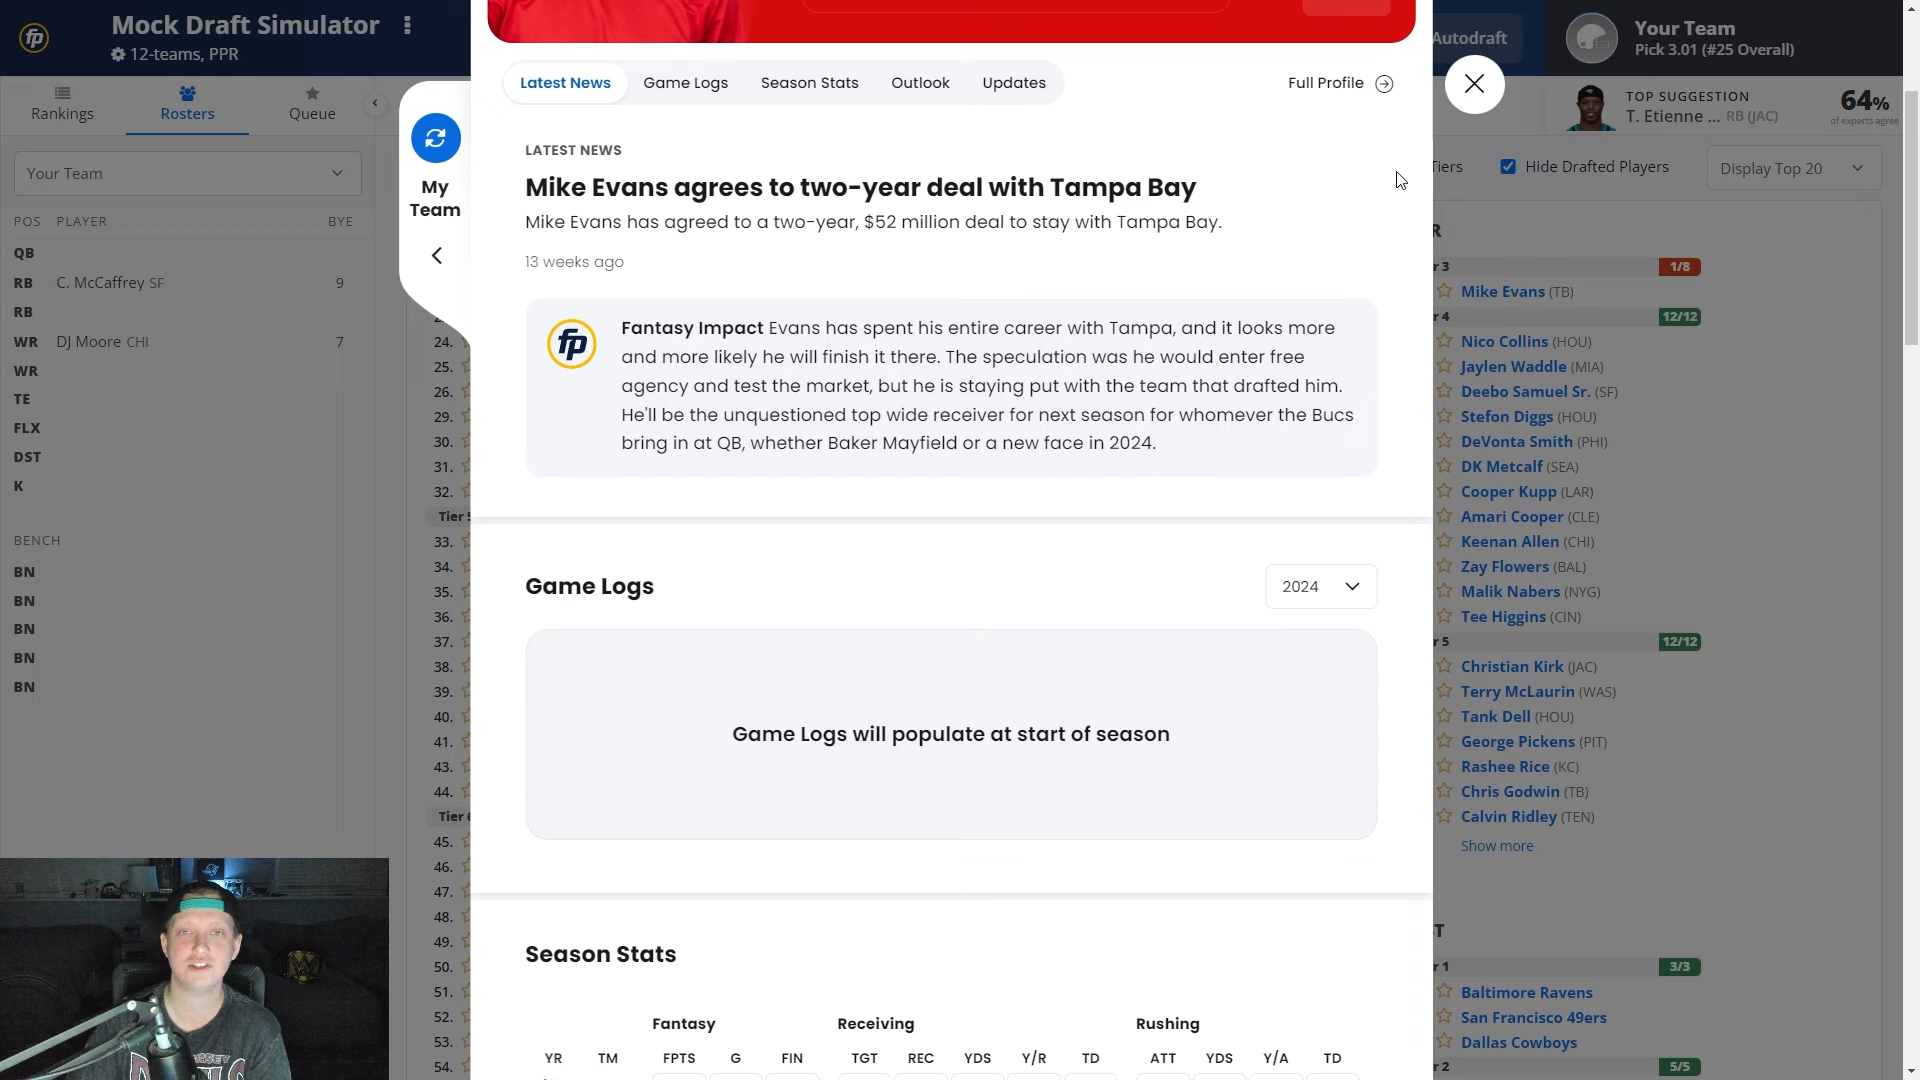 fp
Mock Draft Simulator
12-teams, PPR
Rankings
Rosters
Queue
Your Team
POS PLAYER BYE
QB
RB C. McCaffrey SF 9
RB
WR DJ Moore CHI 7
WR
TE
FLX
DST
K
BENCH
BN
BN
BN
BN
BN
My
Team
24.
25.
26.
29.
30.
31.
32.
Tier
33.
34.
35.
36.
37.
38.
39.
40.
41.
43.
44.
Tier
45.
46.
47.
48.
49.
50.
51.
52.
53.
54.
Latest News
Game Logs
Season Stats
Outlook
Updates
Full Profile
LATEST NEWS
Mike Evans agrees to two-year deal with Tampa Bay
Mike Evans has agreed to a two-year, $52 million deal to stay with Tampa Bay.
13 weeks ago
fp
Fantasy Impact Evans has spent his entire career with Tampa, and it looks more
and more likely he will finish it there. The speculation was he would enter free
agency and test the market, but he is staying put with the team that drafted him.
He'll be the unquestioned top wide receiver for next season for whomever the Bucs
bring in at QB, whether Baker Mayfield or a new face in 2024.
Game Logs
2024
Game Logs will populate at start of season
Season Stats
Fantasy Receiving Rushing
YR TM FPTS G FIN TGT REC YDS Y/R TD ATT YDS Y/A TD
Autodraft
Your Team
Pick 3.01 (#25 Overall)
TOP SUGGESTION
T. Etienne ... RB (JAC)
64%
of experts agree
Tiers
Hide Drafted Players
Display Top 20
R
r 3 1/8
Mike Evans (TB)
r 4 12/12
Nico Collins (HOU)
Jaylen Waddle (MIA)
Deebo Samuel Sr. (SF)
Stefon Diggs (HOU)
DeVonta Smith (PHI)
DK Metcalf (SEA)
Cooper Kupp (LAR)
Amari Cooper (CLE)
Keenan Allen (CHI)
Zay Flowers (BAL)
Malik Nabers (NYG)
Tee Higgins (CIN)
r 5 12/12
Christian Kirk (JAC)
Terry McLaurin (WAS)
Tank Dell (HOU)
George Pickens (PIT)
Rashee Rice (KC)
Chris Godwin (TB)
Calvin Ridley (TEN)
Show more
T
r 1 3/3
Baltimore Ravens
San Francisco 49ers
Dallas Cowboys
r 2 5/5